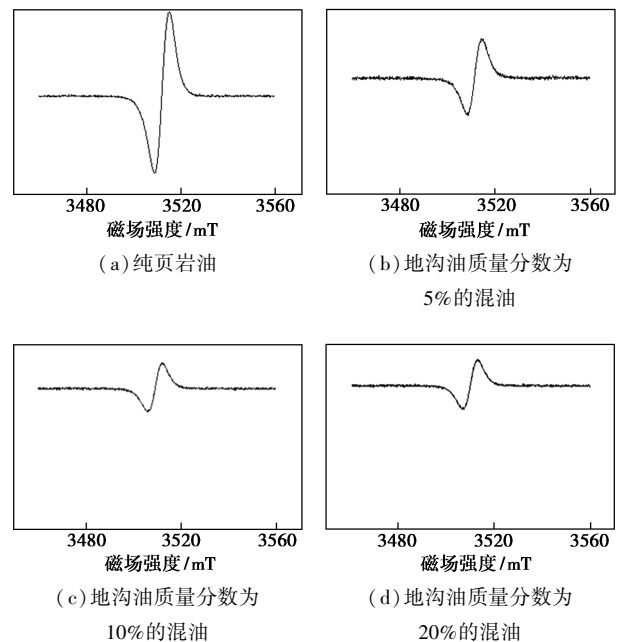 3480 3520 3560
磁场强度/mT
(a)纯页岩油
3480 3520 3560
磁场强度/mT
(b)地沟油质量分数为
5%的混油
3480 3520 3560
磁场强度/mT
(c)地沟油质量分数为
10%的混油
3480 3520 3560
磁场强度/mT
(d)地沟油质量分数为
20%的混油